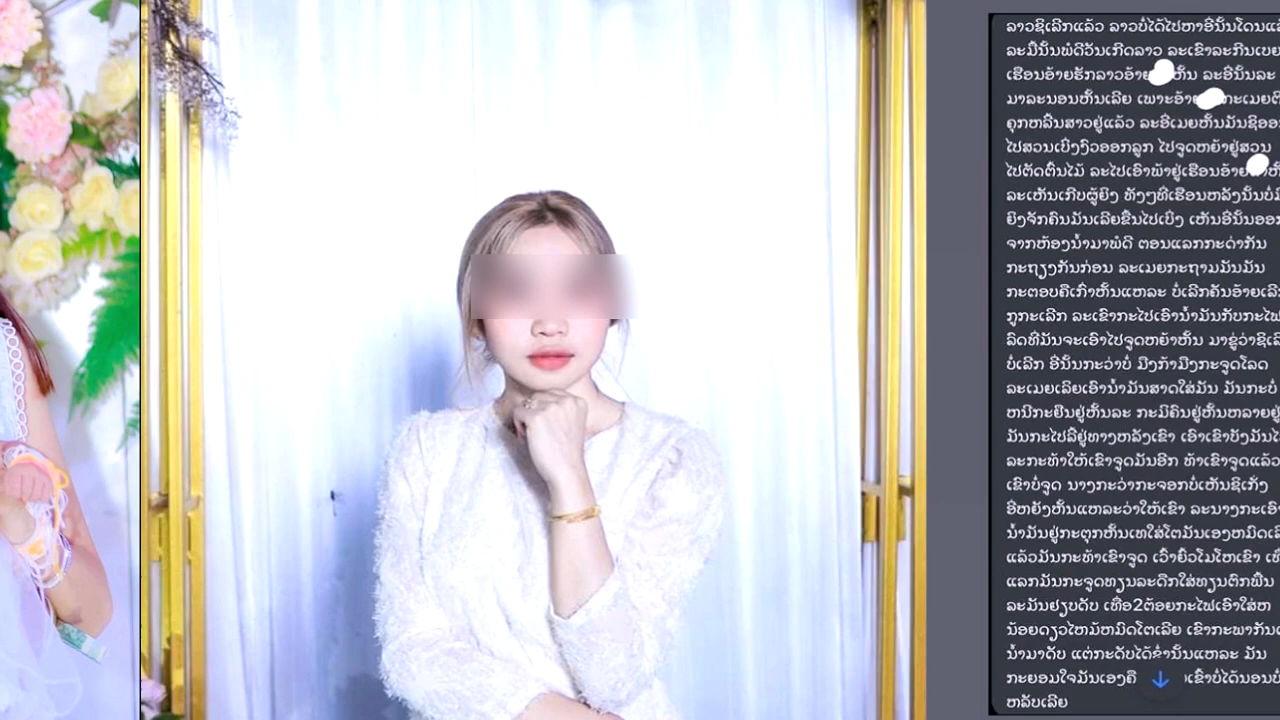 ລາວຊິເລີກແລ້ວ ລາວບໍ່ໄດ້ໄປຫາອີ່ນັ້ນໂດນແລ້
ລະມື້ນັ້ນພໍດີວັນເກີດລາວ ລະເຂົາລະກິນເບຍ
ເຮືອນອ້າຍຮັກລາວອ້າຍ ຫັ້ນ ລະອີ່ນັ້ນລະ
ມາລະນອນຫັ້ນເລີຍ ເພາະອ້າຍ ກະເມຍຕິ
ຄຸກຫລິ້ນສາວຢູ່ແລ້ວ ລະອີ່ເມຍຫັ້ນມັນຊິອອກ
ໄປສວນເບິ່ງງົວອອກລູກ ໄປຈູດຫຍ້າຢູ່ສວນ
ໄປຕັດຕົ້ນໄມ້ ລະໄປເອົາພ້າຢູ່ເຮືອນອ້າຍ
ລະເຫັນເກີບຜູ້ຍິງ ທັງໆທີ່ເຮືອນຫລັງນັ້ນບໍ່ມີ
ຍິງຈັກຄົນມັນເລີຍຂຶ້ນໄປເບິ່ງ ເຫັນອີ່ນັ້ນອອກ
ຈາກຫ້ອງນ້ຳມາພໍດີ ຕອນແລກກະດ່າກັນ
ກະຖຽງກັນກ່ອນ ລະເມຍກະຖາມມັນມັນ
ກະຕອບຄືເກົ່າຫັ້ນແຫລະ ບໍ່ເລີກຄັນອ້າຍເລີກ
ກູກະເລີກ ລະເຂົາກະໄປເອົານ້ຳມັນກັບກະໄຟ
ລົດທີ່ມັນຈະເອົາໄປຈູດຫຍ້າຫັ້ນ ມາຂູ່ວ່າຊິເລີ
ບໍ່ເລີກ ອີ່ນັ້ນກະວ່າບໍ່ ມຶງກ້າມຶງກະຈູດໂລດ
ລະເມຍເລີຍເອົານ້ຳມັນສາດໃສ່ມັນ ມັນກະບໍ່
ຫນີກະຢືນຢູ່ຫັ້ນລະ ກະມີຄົນຢູ່ຫັ້ນຫລາຍຢູ່
ມັນກະໄປລີ້ຢູ່ທາງຫລັງເຂົາ ເອົາເຂົາບັງມັນໄ
ລະກະທ້າໃຫ້ເຂົາຈູດມັນອີກ ທ້າເຂົາຈູດແລ້ວ
ເຂົາບໍ່ຈູດ ນາງກະວ່າກະຈອກບໍ່ເຫັນຊິເກັ່ງ
ອີ່ຫຍັງຫັ້ນແຫລະວ່າໃຫ້ເຂົາ ລະນາງກະເອົາ
ນ້ຳມັນຢູ່ກະຕຸກຫັ້ນເທໃສ່ໂຕມັນເອງຫມົດເລີ
ແລ້ວມັນກະທ້າເຂົາຈູດ ເວົ້າຍົ້ວໂມໂຫເຂົາ ເທື່
ແລກມັນກະຈູດທຽນລະດຶກໃສ່ທຽນຕົກພື້ນ
ລະມັນຢຽບດັບ ເທື່ອ2ຕ້ອຍກະໄຟເອົາໃສ່ຫ
ນ້ອຍດຽວໄຫມ້ຫມົດໂຕເລີຍ ເຂົາກະພາກັນເ
ນ້ຳມາດັບ ແຕ່ກະດັບໄດ້ຂ່ຳນັ້ນແຫລະ ມັນ
ກະຍອມໃຈມັນເອງຄື ເຂົ້າບໍ່ໄດ້ນອນບໍ່
ຫລັບເລີຍ